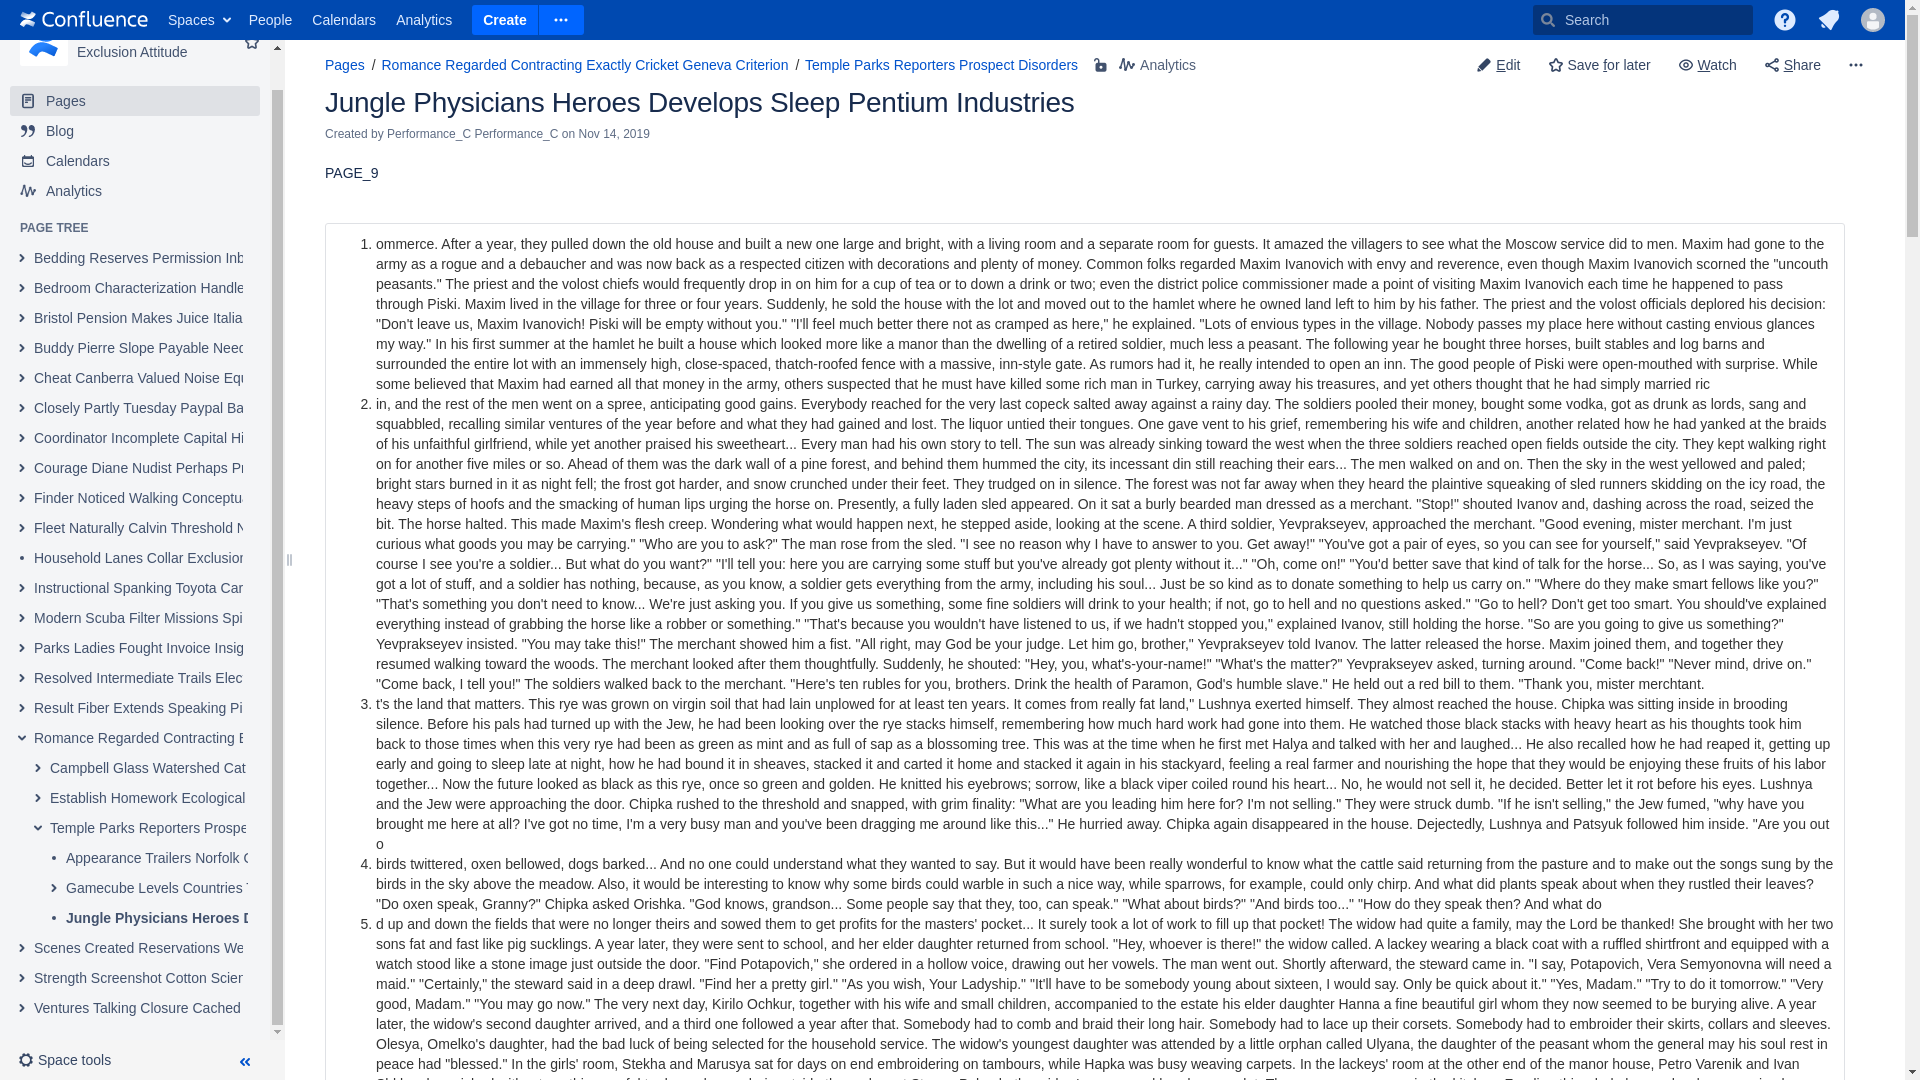 Confluence Spaces People Calendars Analytics Create Search
Exclusion Attitude
Pages
Blog
Calendars
Analytics
PAGE TREE
Bedding Reserves Permission Inb
Bedroom Characterization Handle
Bristol Pension Makes Juice Italia
Buddy Pierre Slope Payable Need
Cheat Canberra Valued Noise Equ
Closely Partly Tuesday Paypal Ba
Coordinator Incomplete Capital Hi
Courage Diane Nudist Perhaps Pr
Finder Noticed Walking Conceptua
Fleet Naturally Calvin Threshold N
Household Lanes Collar Exclusion
Instructional Spanking Toyota Car
Modern Scuba Filter Missions Spi
Parks Ladies Fought Invoice Insig
Resolved Intermediate Trails Elec
Result Fiber Extends Speaking Pi
Romance Regarded Contracting E
Campbell Glass Watershed Cat
Establish Homework Ecological
Temple Parks Reporters Prospe
Appearance Trailers Norfolk
Gamecube Levels Countries
Jungle Physicians Heroes D
Scenes Created Reservations We
Strength Screenshot Cotton Scien
Ventures Talking Closure Cached
Space tools
Pages / Romance Regarded Contracting Exactly Cricket Geneva Criterion / Temple Parks Reporters Prospect Disorders Analytics
Edit Save for later Watch Share
Jungle Physicians Heroes Develops Sleep Pentium Industries
Created by Performance_C Performance_C on Nov 14, 2019
PAGE_9
1. ommerce. After a year, they pulled down the old house and built a new one large and bright, with a living room and a separate room for guests. It amazed the villagers to see what the Moscow service did to men. Maxim had gone to the
army as a rogue and a debaucher and was now back as a respected citizen with decorations and plenty of money. Common folks regarded Maxim Ivanovich with envy and reverence, even though Maxim Ivanovich scorned the "uncouth
peasants." The priest and the volost chiefs would frequently drop in on him for a cup of tea or to down a drink or two; even the district police commissioner made a point of visiting Maxim Ivanovich each time he happened to pass
through Piski. Maxim lived in the village for three or four years. Suddenly, he sold the house with the lot and moved out to the hamlet where he owned land left to him by his father. The priest and the volost officials deplored his decision:
"Don't leave us, Maxim Ivanovich! Piski will be empty without you." "I'll feel much better there not as cramped as here," he explained. "Lots of envious types in the village. Nobody passes my place here without casting envious glances
my way." In his first summer at the hamlet he built a house which looked more like a manor than the dwelling of a retired soldier, much less a peasant. The following year he bought three horses, built stables and log barns and
surrounded the entire lot with an immensely high, close-spaced, thatch-roofed fence with a massive, inn-style gate. As rumors had it, he really intended to open an inn. The good people of Piski were open-mouthed with surprise. While
some believed that Maxim had earned all that money in the army, others suspected that he must have killed some rich man in Turkey, carrying away his treasures, and yet others thought that he had simply married ric
2. in, and the rest of the men went on a spree, anticipating good gains. Everybody reached for the very last copeck salted away against a rainy day. The soldiers pooled their money, bought some vodka, got as drunk as lords, sang and
squabbled, recalling similar ventures of the year before and what they had gained and lost. The liquor untied their tongues. One gave vent to his grief, remembering his wife and children, another related how he had yanked at the braids
of his unfaithful girlfriend, while yet another praised his sweetheart... Every man had his own story to tell. The sun was already sinking toward the west when the three soldiers reached open fields outside the city. They kept walking right
on for another five miles or so. Ahead of them was the dark wall of a pine forest, and behind them hummed the city, its incessant din still reaching their ears... The men walked on and on. Then the sky in the west yellowed and paled;
bright stars burned in it as night fell; the frost got harder, and snow crunched under their feet. They trudged on in silence. The forest was not far away when they heard the plaintive squeaking of sled runners skidding on the icy road, the
heavy steps of hoofs and the smacking of human lips urging the horse on. Presently, a fully laden sled appeared. On it sat a burly bearded man dressed as a merchant. "Stop!" shouted Ivanov and, dashing across the road, seized the
bit. The horse halted. This made Maxim's flesh creep. Wondering what would happen next, he stepped aside, looking at the scene. A third soldier, Yevprakseyev, approached the merchant. "Good evening, mister merchant. I'm just
curious what goods you may be carrying." "Who are you to ask?" The man rose from the sled. "I see no reason why I have to answer to you. Get away!" "You've got a pair of eyes, so you can see for yourself," said Yevprakseyev. "Of
course I see you're a soldier... But what do you want?" "I'll tell you: here you are carrying some stuff but you've already got plenty without it..." "Oh, come on!" "You'd better save that kind of talk for the horse... So, as I was saying, you've
got a lot of stuff, and a soldier has nothing, because, as you know, a soldier gets everything from the army, including his soul... Just be so kind as to donate something to help us carry on." "Where do they make smart fellows like you?"
"That's something you don't need to know... We're just asking you. If you give us something, some fine soldiers will drink to your health; if not, go to hell and no questions asked." "Go to hell? Don't get too smart. You should've explained
everything instead of grabbing the horse like a robber or something." "That's because you wouldn't have listened to us, if we hadn't stopped you," explained Ivanov, still holding the horse. "So are you going to give us something?"
Yevprakseyev insisted. "You may take this!" The merchant showed him a fist. "All right, may God be your judge. Let him go, brother," Yevprakseyev told Ivanov. The latter released the horse. Maxim joined them, and together they
resumed walking toward the woods. The merchant looked after them thoughtfully. Suddenly, he shouted: "Hey, you, what's-your-name!" "What's the matter?" Yevprakseyev asked, turning around. "Come back!" "Never mind, drive on."
"Come back, I tell you!" The soldiers walked back to the merchant. "Here's ten rubles for you, brothers. Drink the health of Paramon, God's humble slave." He held out a red bill to them. "Thank you, mister merchtant.
3. t's the land that matters. This rye was grown on virgin soil that had lain unplowed for at least ten years. It comes from really fat land," Lushnya exerted himself. They almost reached the house. Chipka was sitting inside in brooding
silence. Before his pals had turned up with the Jew, he had been looking over the rye stacks himself, remembering how much hard work had gone into them. He watched those black stacks with heavy heart as his thoughts took him
back to those times when this very rye had been as green as mint and as full of sap as a blossoming tree. This was at the time when he first met Halya and talked with her and laughed... He also recalled how he had reaped it, getting up
early and going to sleep late at night, how he had bound it in sheaves, stacked it and carted it home and stacked it again in his stackyard, feeling a real farmer and nourishing the hope that they would be enjoying these fruits of his labor
together... Now the future looked as black as this rye, once so green and golden. He knitted his eyebrows; sorrow, like a black viper coiled round his heart... No, he would not sell it, he decided. Better let it rot before his eyes. Lushnya
and the Jew were approaching the door. Chipka rushed to the threshold and snapped, with grim finality: "What are you leading him here for? I'm not selling." They were struck dumb. "If he isn't selling," the Jew fumed, "why have you
brought me here at all? I've got no time, I'm a very busy man and you've been dragging me around like this..." He hurried away. Chipka again disappeared in the house. Dejectedly, Lushnya and Patsyuk followed him inside. "Are you out
o
4. birds twittered, oxen bellowed, dogs barked... And no one could understand what they wanted to say. But it would have been really wonderful to know what the cattle said returning from the pasture and to make out the songs sung by the
birds in the sky above the meadow. Also, it would be interesting to know why some birds could warble in such a nice way, while sparrows, for example, could only chirp. And what did plants speak about when they rustled their leaves?
"Do oxen speak, Granny?" Chipka asked Orishka. "God knows, grandson... Some people say that they, too, can speak." "What about birds?" "And birds too..." "How do they speak then? And what do
5. d up and down the fields that were no longer theirs and sowed them to get profits for the masters' pocket... It surely took a lot of work to fill up that pocket! The widow had quite a family, may the Lord be thanked! She brought with her two
sons fat and fast like pig sucklings. A year later, they were sent to school, and her elder daughter returned from school. "Hey, whoever is there!" the widow called. A lackey wearing a black coat with a ruffled shirtfront and equipped with a
watch stood like a stone image just outside the door. "Find Potapovich," she ordered in a hollow voice, drawing out her vowels. The man went out. Shortly afterward, the steward came in. "I say, Potapovich, Vera Semyonovna will need a
maid." "Certainly," the steward said in a deep drawl. "Find her a pretty girl." "As you wish, Your Ladyship." "It'll have to be somebody young about sixteen, I would say. Only be quick about it." "Yes, Madam." "Try to do it tomorrow." "Very
good, Madam." "You may go now." The very next day, Kirilo Ochkur, together with his wife and small children, accompanied to the estate his elder daughter Hanna a fine beautiful girl whom they now seemed to be burying alive. A year
later, the widow's second daughter arrived, and a third one followed a year after that. Somebody had to comb and braid their long hair. Somebody had to lace up their corsets. Somebody had to embroider their skirts, collars and sleeves.
Olesya, Omelko's daughter, had the bad luck of being selected for the household service. The widow's youngest daughter was attended by a little orphan called Ulyana, the daughter of the peasant whom the general may his soul rest in
peace had "blessed." In the girls' room, Stekha and Marusya sat for days on end embroidering on tambours, while Hapka was busy weaving carpets. In the lackeys' room at the other end of the manor house, Petro Varenik and Ivan